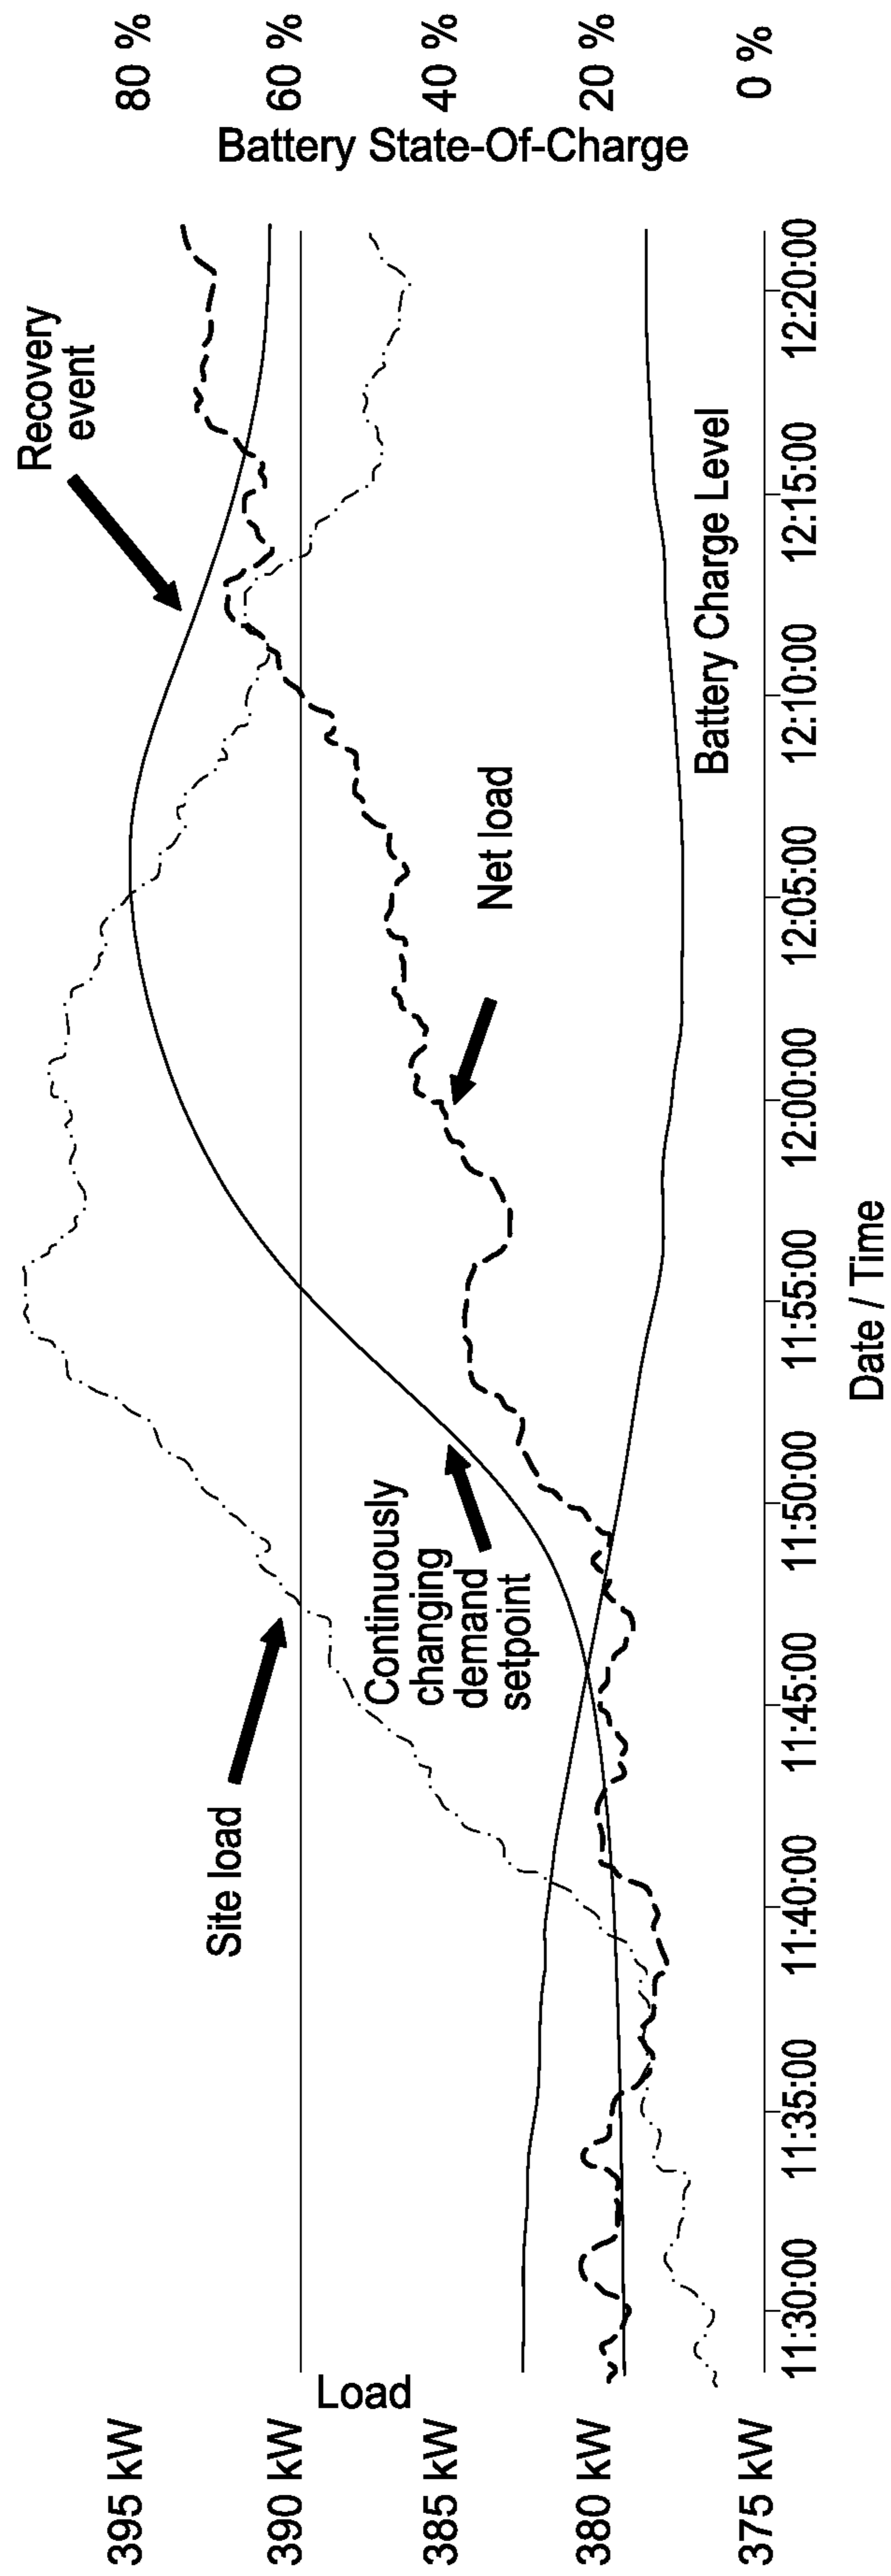 395 kW
390 kW
385 kW
380 kW
375 kW
Load
Site load
Continuously
changing
demand
setpoint
Net load
Recovery
event
Battery Charge Level
80 %
60 %
40 %
20 %
0 %
Battery State-Of-Charge
11:30:00
11:35:00
11:40:00
11:45:00
11:50:00
11:55:00
12:00:00
12:05:00
12:10:00
12:15:00
12:20:00
Date / Time